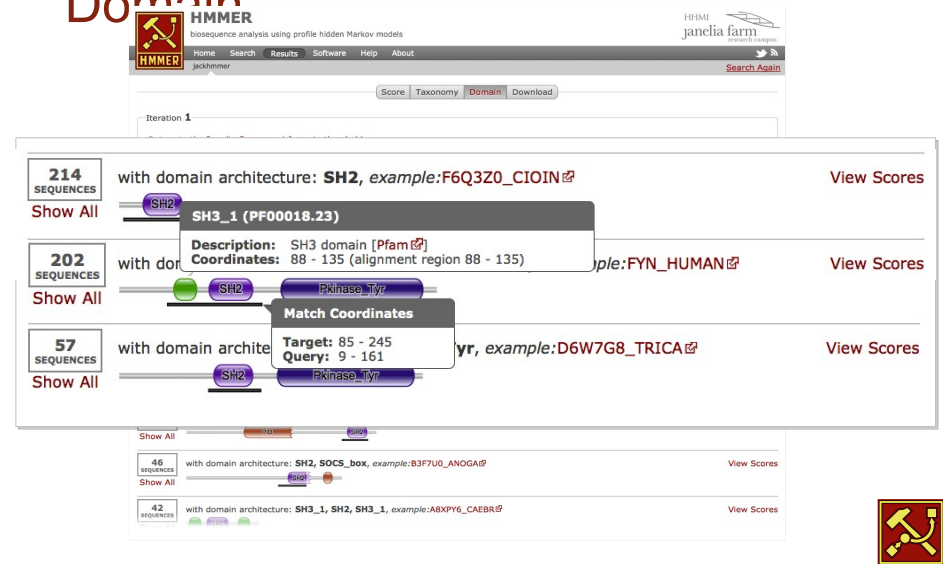 Domain
HMMER
biosequence analysis using profile hidden Markov models
HHMI
janelia farm
research campus
HMMER
Home Search Results Software Help About
jackhmmer
Search Again
Score Taxonomy Domain Download
Iteration 1
214
SEQUENCES
Show All
with domain architecture: SH2, example:F6Q3Z0_CIOIN
View Scores
SH2
SH3_1 (PF00018.23)
Description: SH3 domain [Pfam]
Coordinates: 88 - 135 (alignment region 88 - 135)
202
SEQUENCES
Show All
with dom
ple:FYN_HUMAN
View Scores
SH2 Pkinase_Tyr
Match Coordinates
Target: 85 - 245
Query: 9 - 161
57
SEQUENCES
Show All
with domain archite
yr, example:D6W7G8_TRICA
View Scores
SH2 Pkinase_Tyr
Show All
SH2
46
SEQUENCES
Show All
with domain architecture: SH2, SOCS_box, example:B3F7U0_ANOGA
View Scores
SH2
42
SEQUENCES
with domain architecture: SH3_1, SH2, SH3_1, example:A8XPY6_CAEBR
View Scores